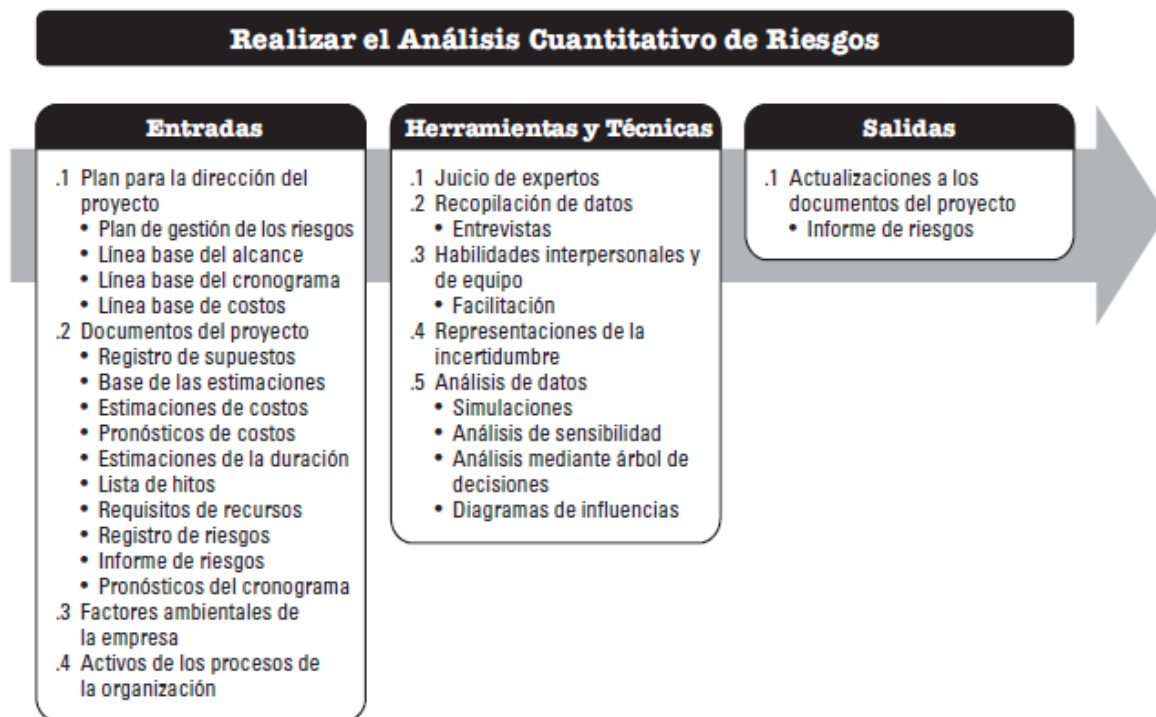 Realizar el Análisis Cuantitativo de Riesgos
Entradas
.1 Plan para la dirección del
proyecto
• Plan de gestión de los riesgos
• Línea base del alcance
• Línea base del cronograma
• Línea base de costos
.2 Documentos del proyecto
• Registro de supuestos
• Base de las estimaciones
• Estimaciones de costos
• Pronósticos de costos
• Estimaciones de la duración
• Lista de hitos
• Requisitos de recursos
• Registro de riesgos
• Informe de riesgos
• Pronósticos del cronograma
.3 Factores ambientales de
la empresa
.4 Activos de los procesos de
la organización
Herramientas y Técnicas
.1 Juicio de expertos
.2 Recopilación de datos
• Entrevistas
.3 Habilidades interpersonales y
de equipo
• Facilitación
.4 Representaciones de la
incertidumbre
.5 Análisis de datos
• Simulaciones
• Análisis de sensibilidad
• Análisis mediante árbol de
decisiones
• Diagramas de influencias
Salidas
.1 Actualizaciones a los
documentos del proyecto
• Informe de riesgos